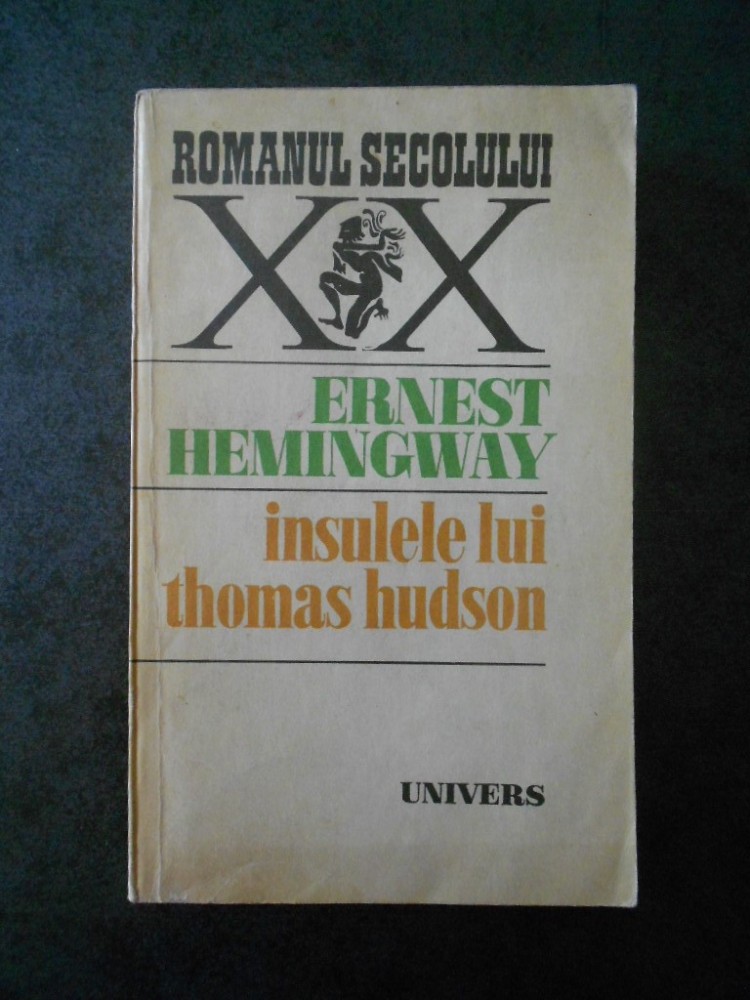 ROMANUL SECOLULUI
XX
ERNEST
HEMINGWAY
insulele lui
thomas hudson
UNIVERS